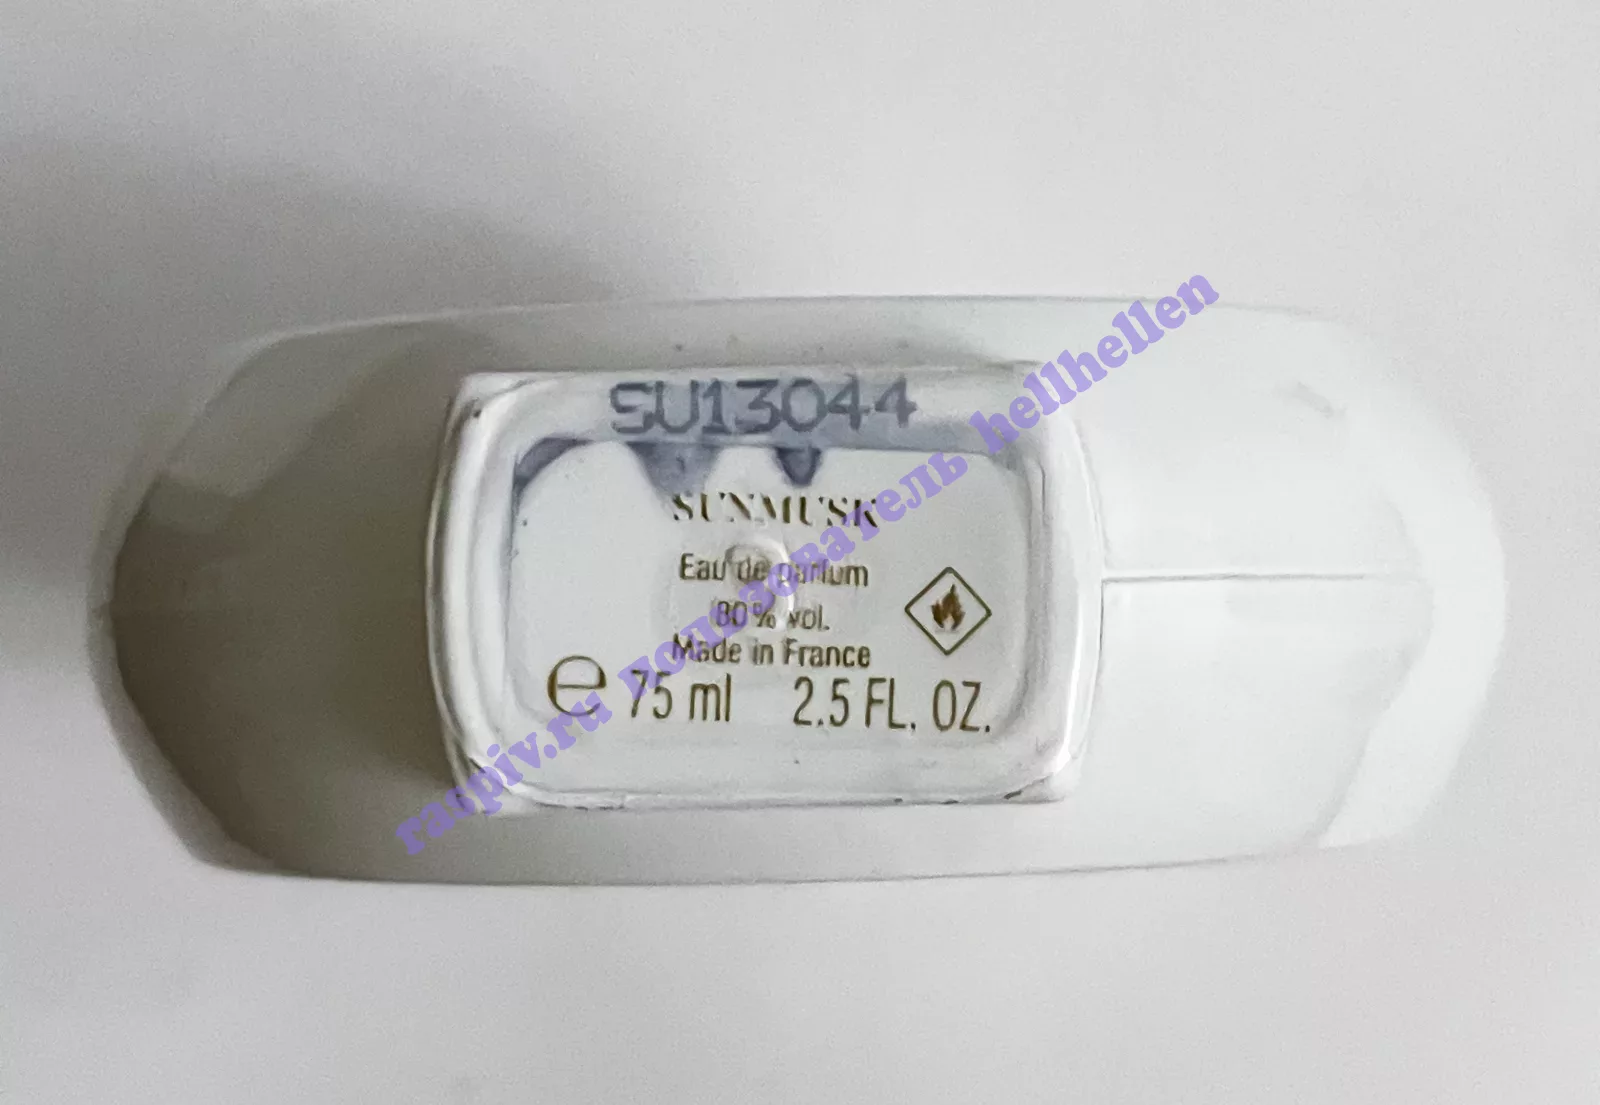 SU13044
SUNMUSK
Eau de parfum
80% vol.
Made in France
℮ 75 ml 2.5 FL. OZ.
raspiv.ru пользователь hellhellen